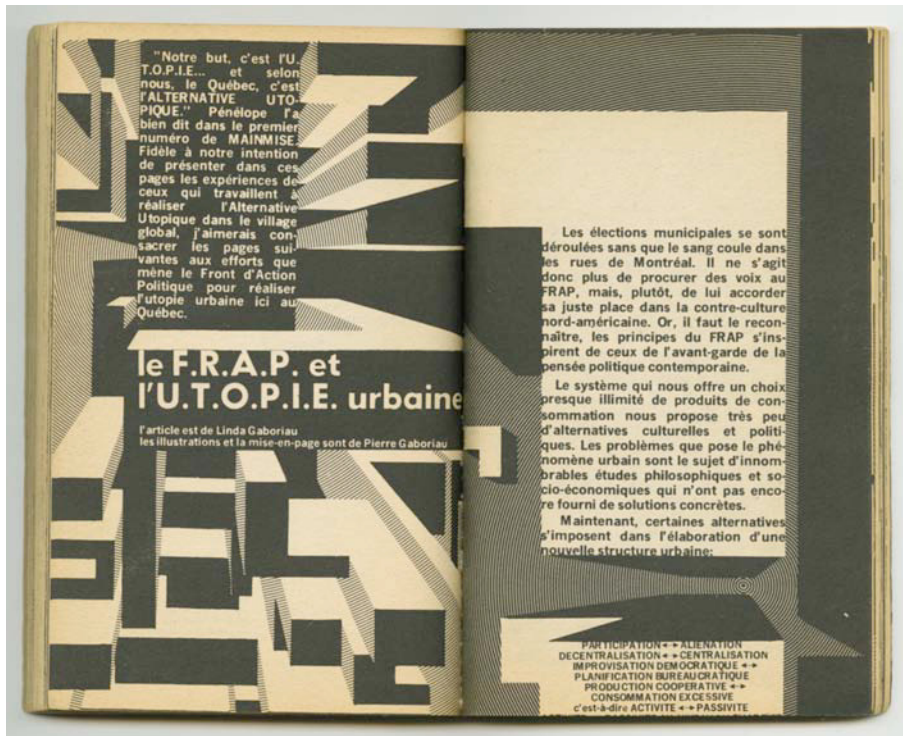 "Notre but, c'est l'U.
T.O.P.I.E... et selon
nous, le Québec, c'est
l'ALTERNATIVE UTO-
PIQUE." Pénélope l'a
bien dit dans le premier
numéro de MAINMISE.
Fidèle à notre intention
de présenter dans ces
pages les expériences de
ceux qui travaillent à
réaliser l'Alternative
Utopique dans le village
global, j'aimerais con-
sacrer les pages sui-
vantes aux efforts que
mène le Front d'Action
Politique pour réaliser
l'utopie urbaine ici au
Québec.
le F.R.A.P. et
l'U.T.O.P.I.E. urbaine
l'article est de Linda Gaboriau
les illustrations et la mise-en-page sont de Pierre Gaboriau
Les élections municipales se sont
déroulées sans que le sang coule dans
les rues de Montréal. Il ne s'agit
donc plus de procurer des voix au
FRAP, mais, plutôt, de lui accorder
sa juste place dans la contre-culture
nord-américaine. Or, il faut le recon-
naître, les principes du FRAP s'ins-
pirent de ceux de l'avant-garde de la
pensée politique contemporaine.
Le système qui nous offre un choix
presque illimité de produits de con-
sommation nous propose très peu
d'alternatives culturelles et politi-
ques. Les problèmes que pose le phé-
nomène urbain sont le sujet d'innom-
brables études philosophiques et so-
cio-économiques qui n'ont pas enco-
re fourni de solutions concrètes.
Maintenant, certaines alternatives
s'imposent dans l'élaboration d'une
nouvelle structure urbaine:
PARTICIPATION ↔ ALIENATION
DECENTRALISATION ↔ CENTRALISATION
IMPROVISATION DEMOCRATIQUE ↔
PLANIFICATION BUREAUCRATIQUE
PRODUCTION COOPERATIVE ↔
CONSOMMATION EXCESSIVE
c'est-à-dire ACTIVITE ↔ PASSIVITE